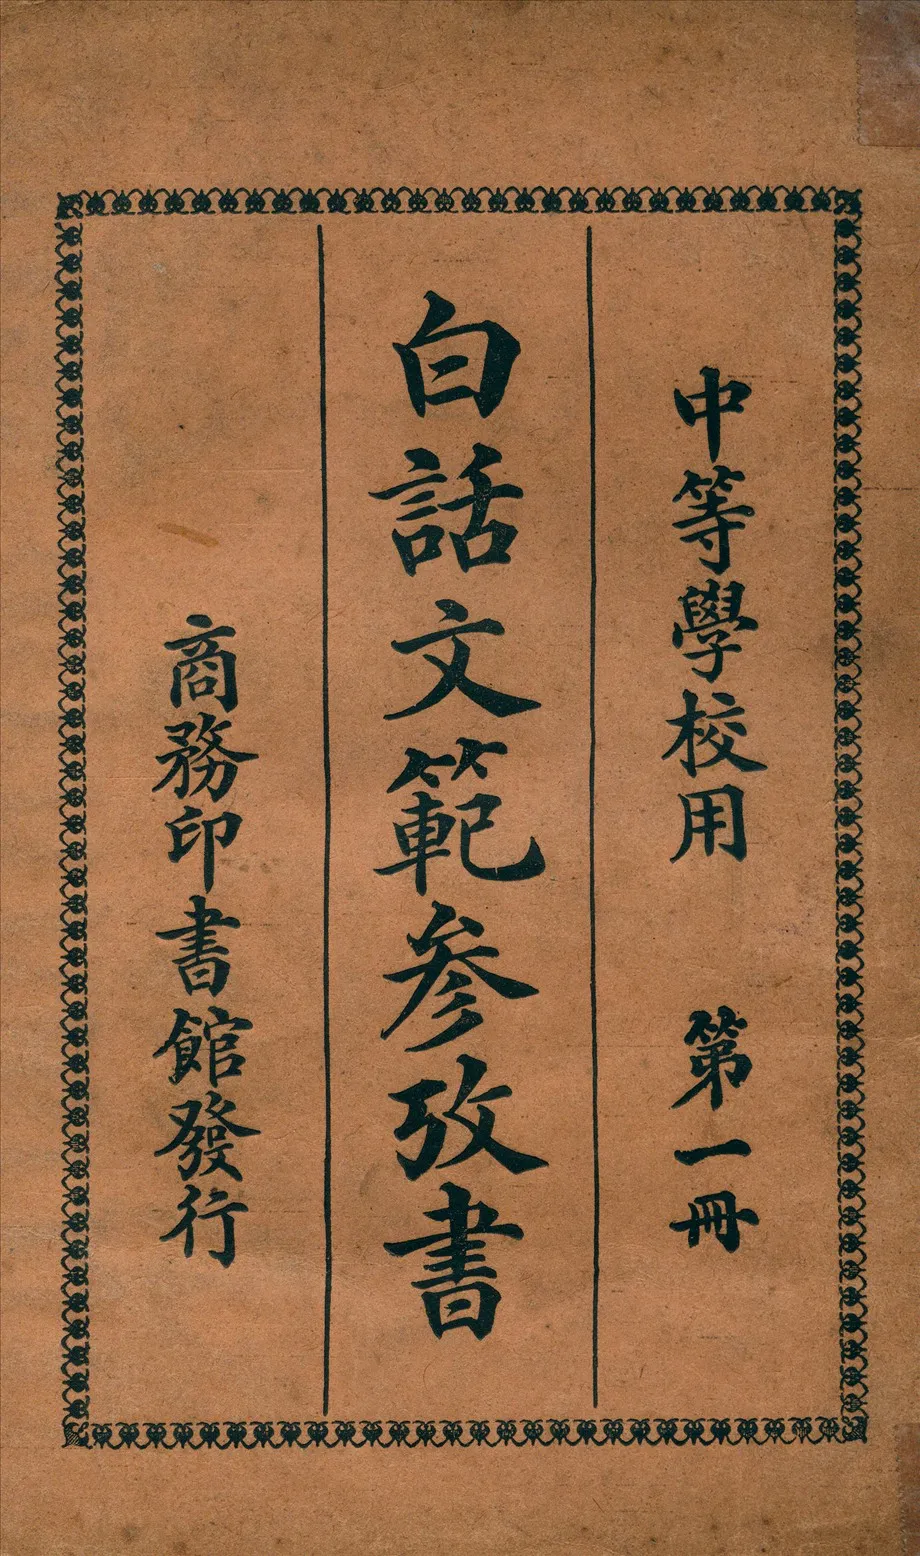 中等學校用 第一冊
白話文範參攷書
商務印書館發行